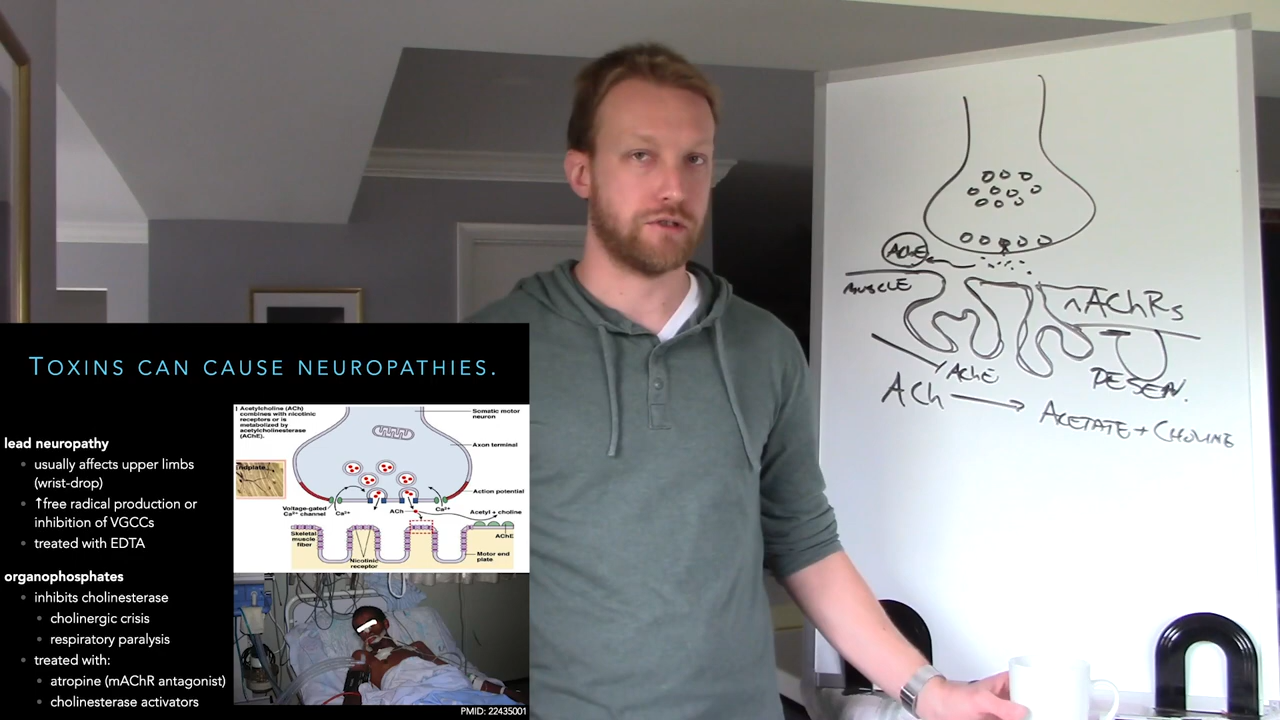 TOXINS CAN CAUSE NEUROPATHIES.
lead neuropathy
usually affects upper limbs
(wrist-drop)
↑free radical production or
inhibition of VGCCs
treated with EDTA
organophosphates
inhibits cholinesterase
cholinergic crisis
respiratory paralysis
treated with:
atropine (mAChR antagonist)
cholinesterase activators
Acetylcholine (ACh)
combines with nicotinic
receptors or is
metabolized by
acetylcholinesterase
(AChE).
Somatic motor
neuron
Axon terminal
Endplate
Action potential
Voltage-gated
Ca²⁺ channel
Ca²⁺
Ca²⁺
ACh
Acetyl + choline
AChE
Skeletal
muscle
fiber
Nicotinic
receptor
Motor end
plate
PMID: 22435001
AChE
MUSCLE
nAChRs
AChE
DESEN.
ACh → ACETATE + CHOLINE